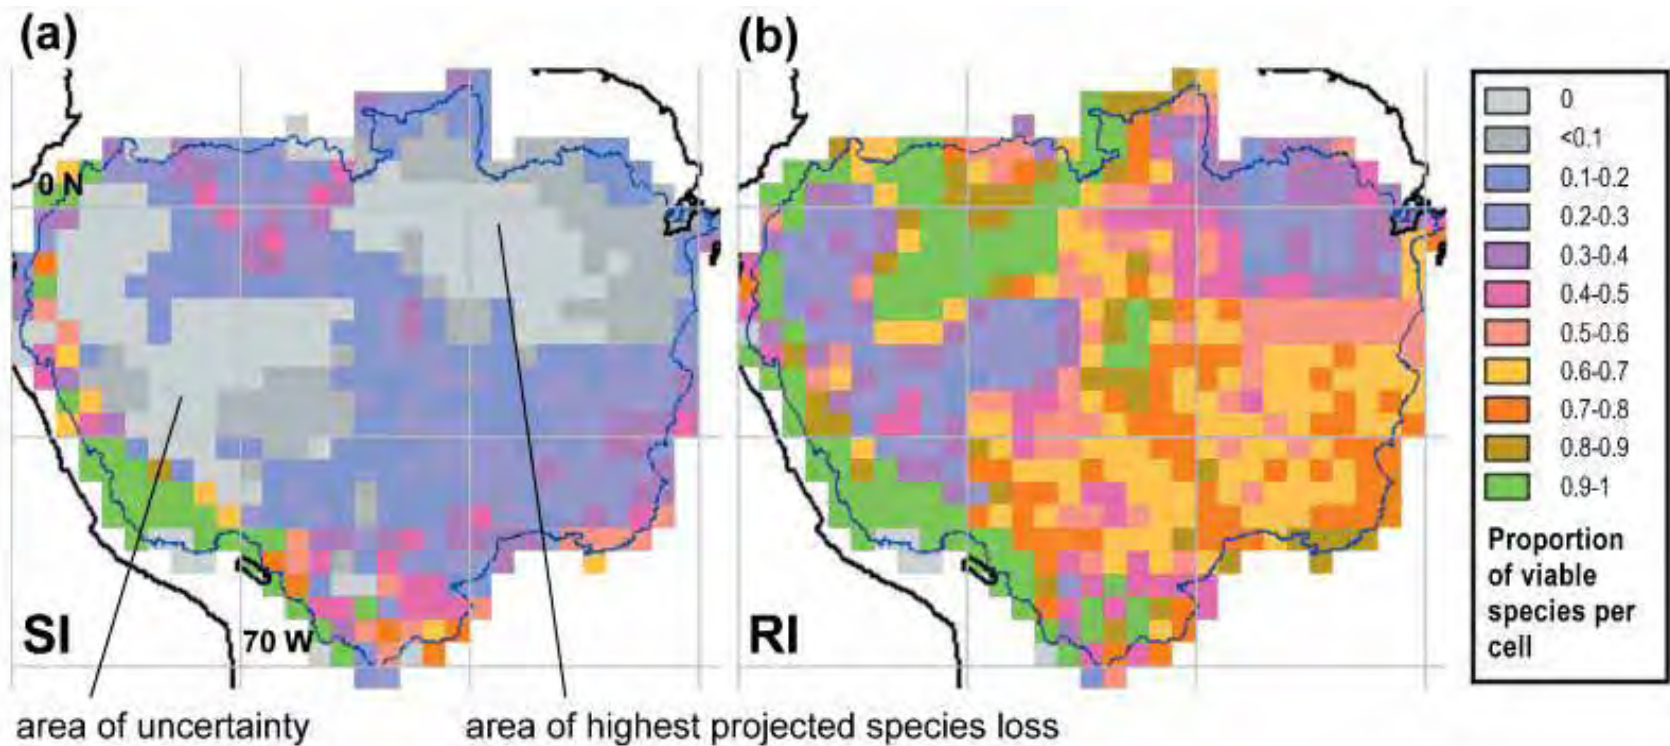 (a)
(b)
0 N
70 W
SI
RI
0
<0.1
0.1-0.2
0.2-0.3
0.3-0.4
0.4-0.5
0.5-0.6
0.6-0.7
0.7-0.8
0.8-0.9
0.9-1
Proportion
of viable
species per
cell
area of uncertainty
area of highest projected species loss